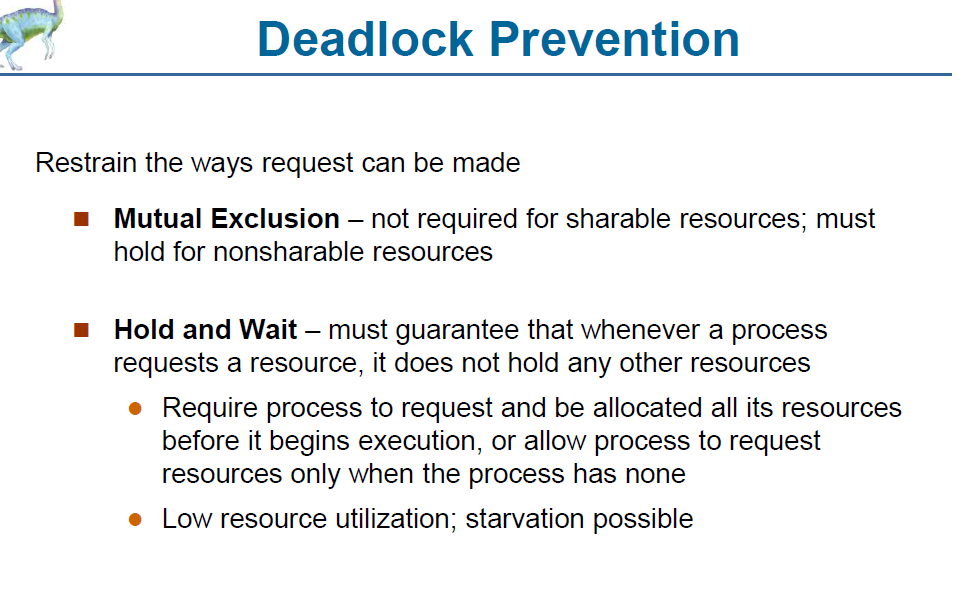 Deadlock Prevention
Restrain the ways request can be made
■ Mutual Exclusion – not required for sharable resources; must
hold for nonsharable resources
■ Hold and Wait – must guarantee that whenever a process
requests a resource, it does not hold any other resources
● Require process to request and be allocated all its resources
before it begins execution, or allow process to request
resources only when the process has none
● Low resource utilization; starvation possible